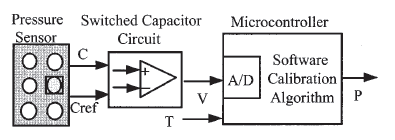 Pressure
Sensor
Switched Capacitor
Circuit
Microcontroller
C
Cref
+
−
V
T
A/D
Software
Calibration
Algorithm
P